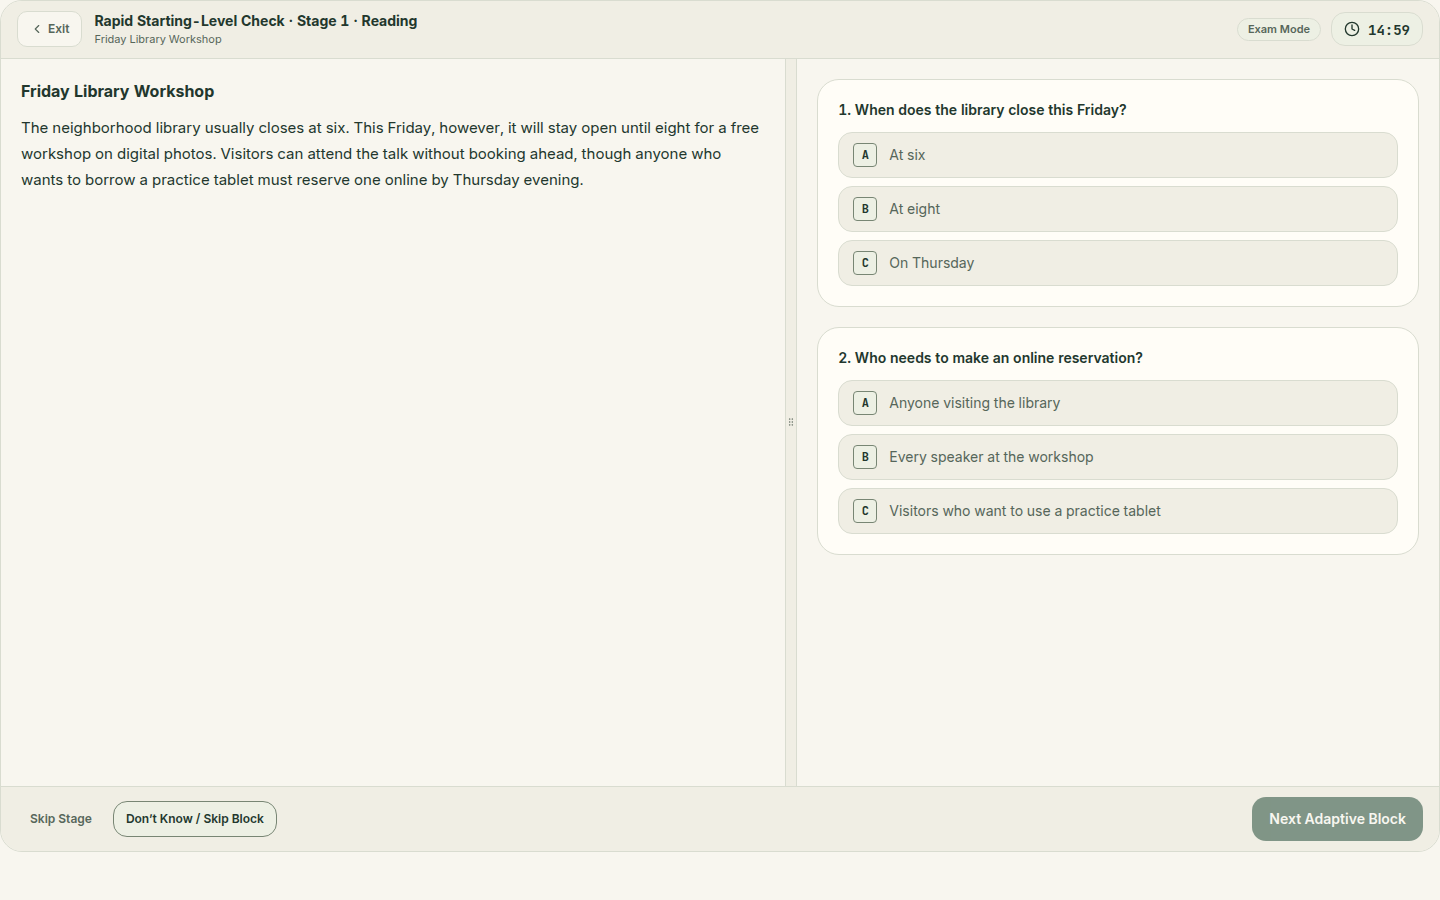 Exit
Rapid Starting-Level Check · Stage 1 · Reading
Friday Library Workshop
Exam Mode
14:59
Friday Library Workshop
The neighborhood library usually closes at six. This Friday, however, it will stay open until eight for a free
workshop on digital photos. Visitors can attend the talk without booking ahead, though anyone who
wants to borrow a practice tablet must reserve one online by Thursday evening.
1. When does the library close this Friday?
A At six
B At eight
C On Thursday
2. Who needs to make an online reservation?
A Anyone visiting the library
B Every speaker at the workshop
C Visitors who want to use a practice tablet
Skip Stage
Don’t Know / Skip Block
Next Adaptive Block